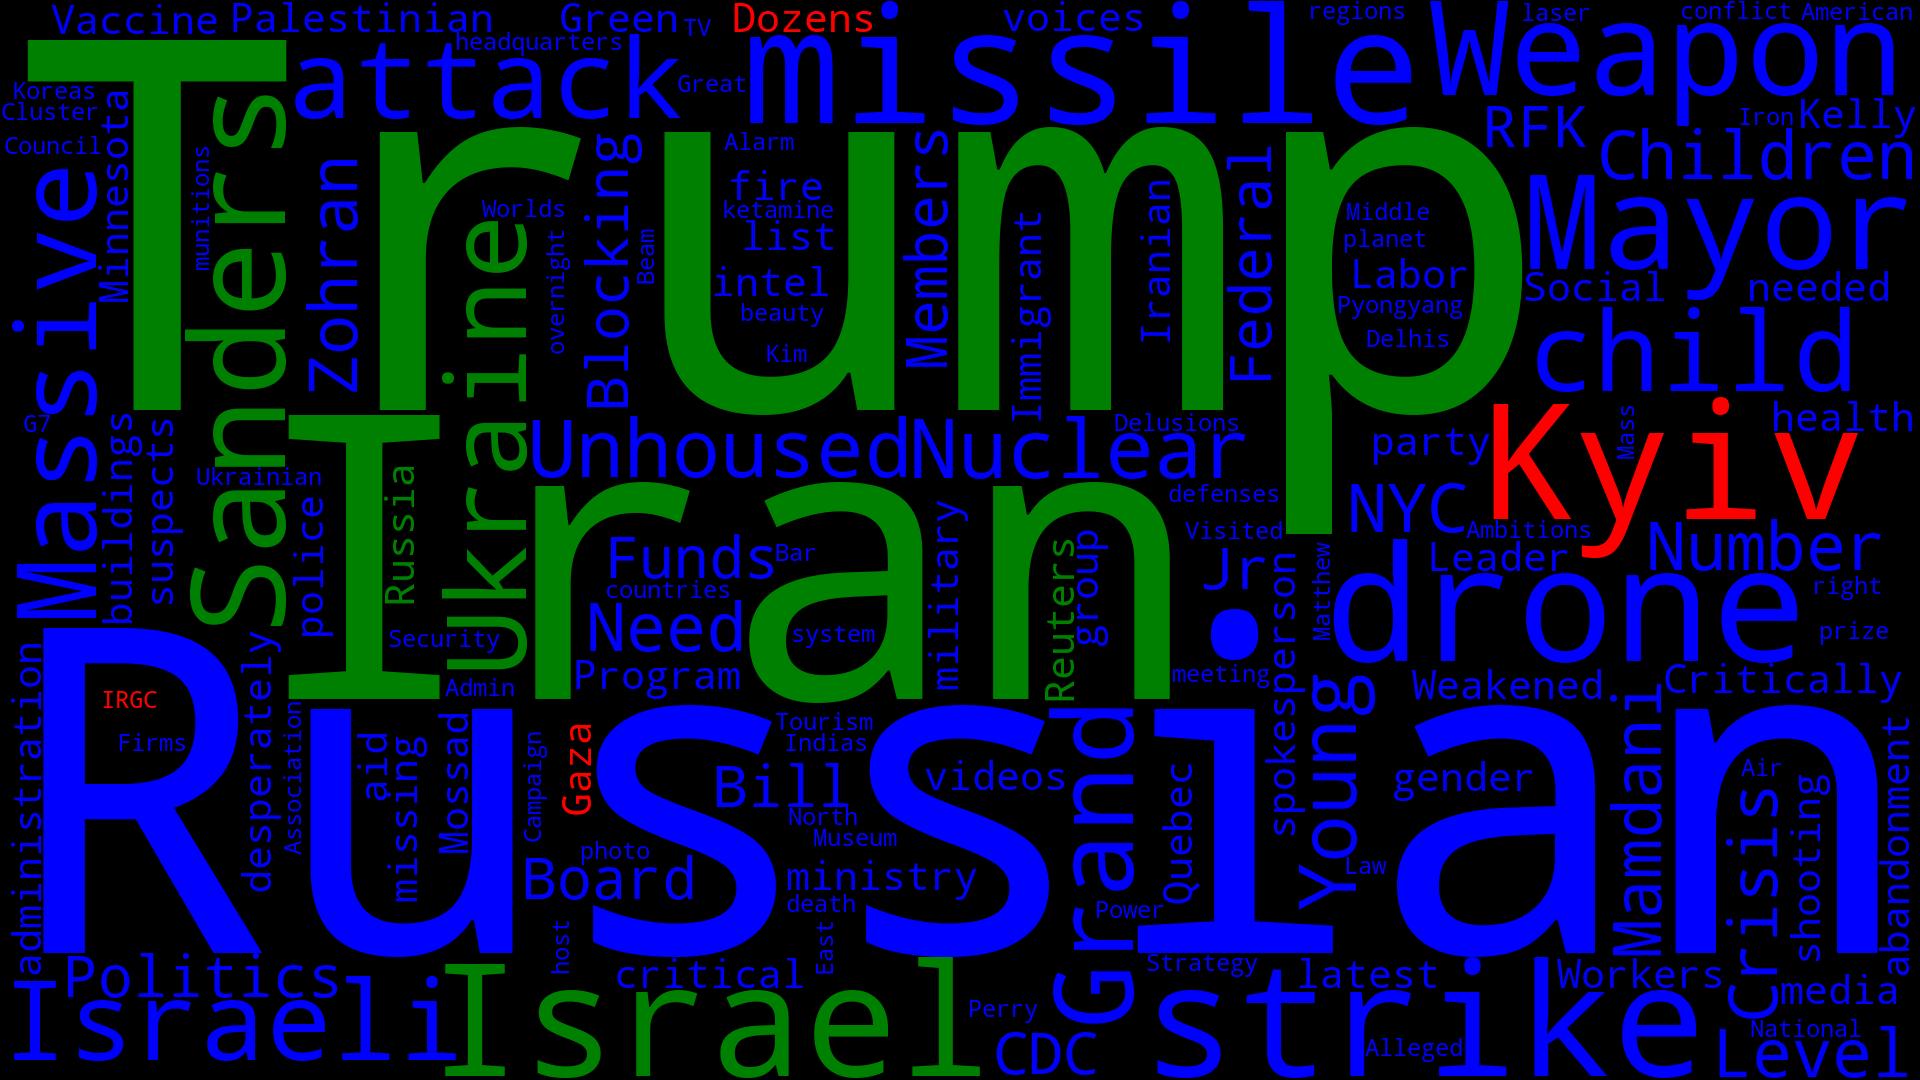 Vaccine
Palestinian
Green
TV
Dozens
voices
regions
laser
conflict
American
headquarters
attack
Great
missile
Weapon
Koreas
Cluster
Council
Minnesota
munitions
Massive
Sanders
Trump
Zohran
Ukraine
Worlds
overnight
Blocking
Beam
Alarm
fire
ketamine
list
intel
beauty
Kim
Members
Immigrant
Iranian
Federal
Middle
planet
Labor
Pyongyang
Delhis
RFK
Iron
Kelly
Children
Mayor
Social
needed
child
G7
buildings
suspects
Ukrainian
police
Russia
Iran
Unhoused
Nuclear
Delusions
defenses
Visited
party
Kyiv
Mass
health
NYC
Ambitions
Leader
Number
Funds
Bar
countries
Need
system
Program
military
Reuters
group
Jr.
meeting
spokesperson
Matthew
drone
right
prize
Security
Admin
Weakened.
Critically
administration
IRGC
Firms
desperately
Association
Russian
aid
missing
Mossad
Campaign
Gaza
Tourism
Indias
Bill
North
Museum
videos
photo
Board
ministry
death
Grand
Quebec
Power
Young
gender
Law
Mamdani
Air
Crisis
shooting
abandonment
Politics
Israeli
Israel
host
critical
East
Perry
CDC
Strategy
latest
strike
Alleged
Workers
media
National
Level